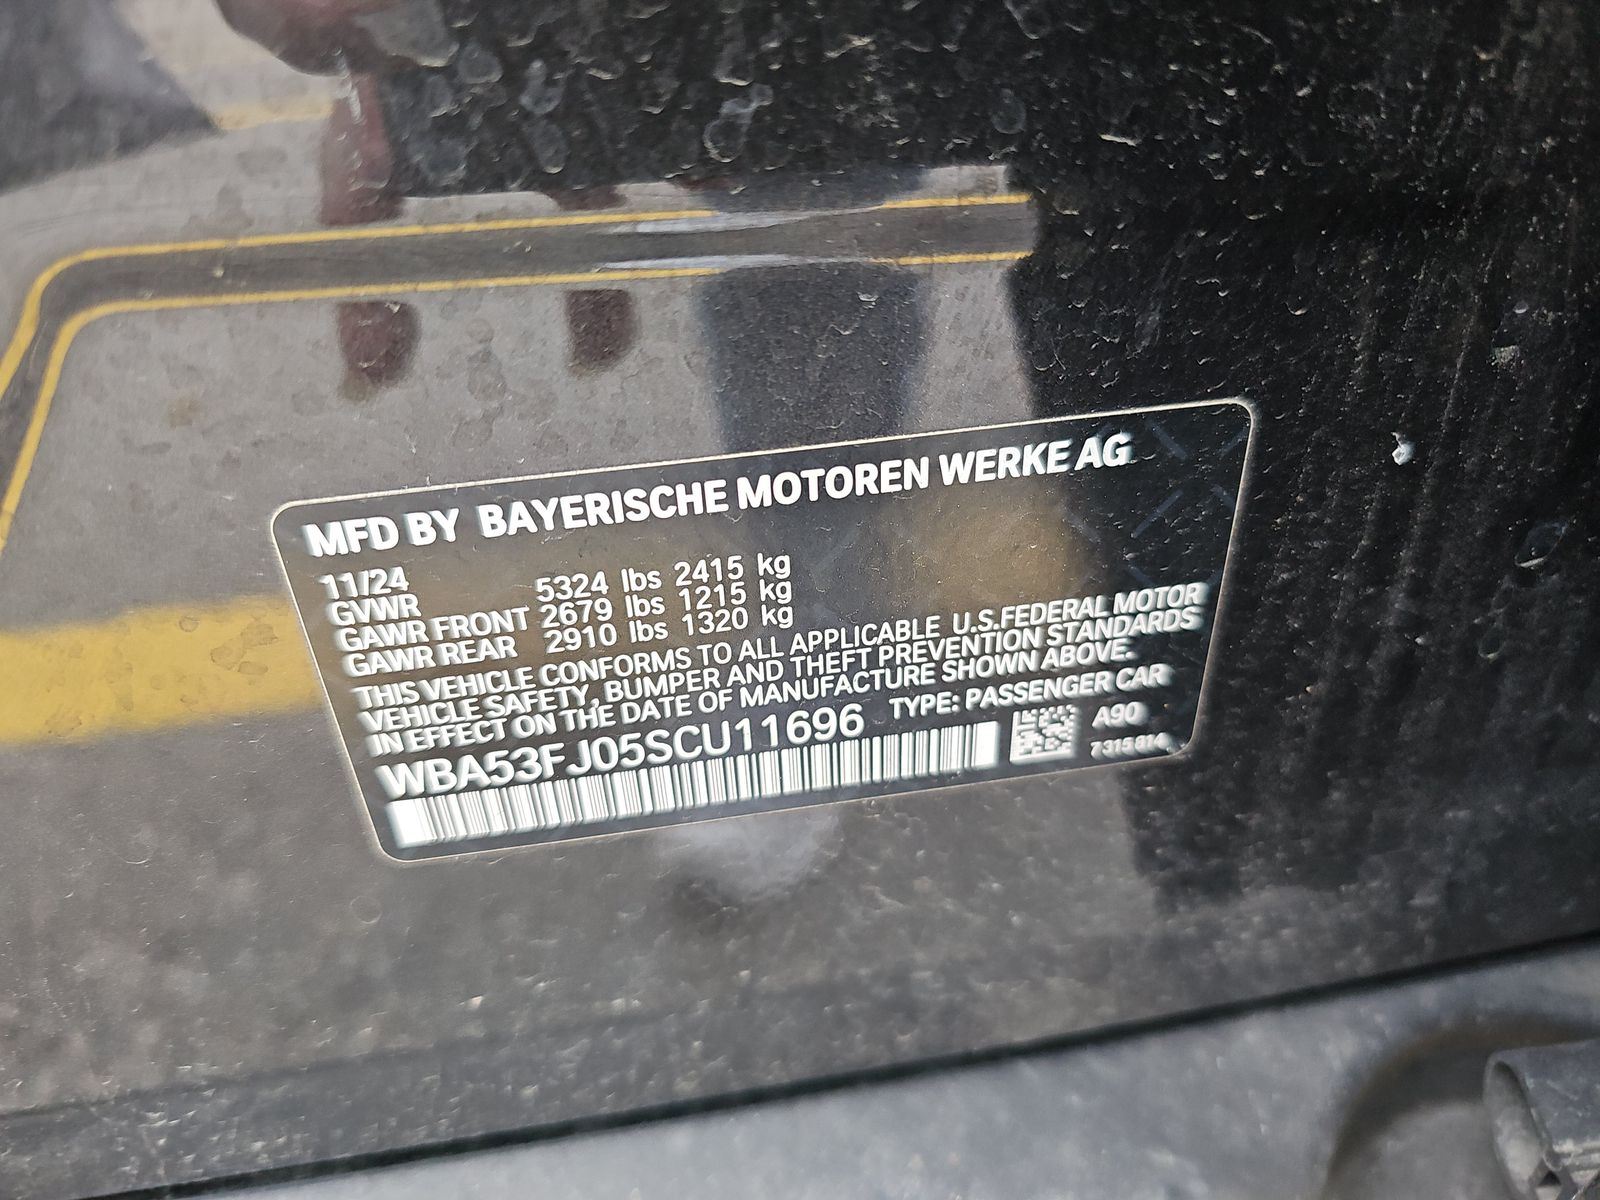 MFD BY BAYERISCHE MOTOREN WERKE AG
11/24
GVWR 5324 lbs 2415 kg
GAWR FRONT 2679 lbs 1215 kg
GAWR REAR 2910 lbs 1320 kg
THIS VEHICLE CONFORMS TO ALL APPLICABLE U.S.FEDERAL MOTOR
VEHICLE SAFETY, BUMPER AND THEFT PREVENTION STANDARDS
IN EFFECT ON THE DATE OF MANUFACTURE SHOWN ABOVE.
WBA53FJ05SCU11696 TYPE: PASSENGER CAR
A90
7315614